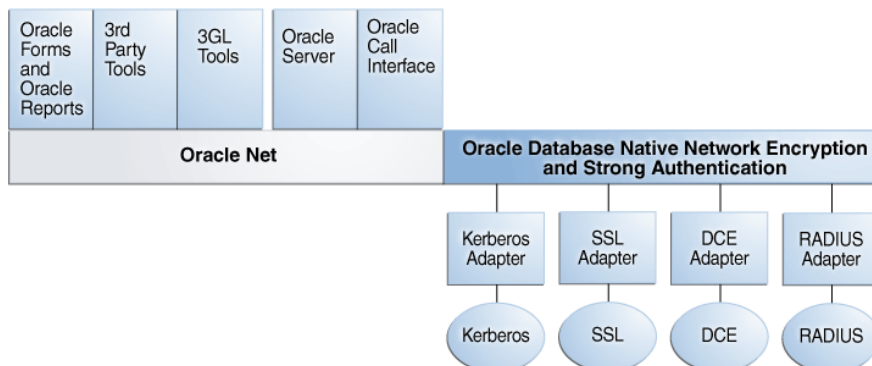 Oracle
Forms
and
Oracle
Reports
3rd
Party
Tools
3GL
Tools
Oracle
Server
Oracle
Call
Interface
Oracle Net
Oracle Database Native Network Encryption
and Strong Authentication
Kerberos
Adapter
SSL
Adapter
DCE
Adapter
RADIUS
Adapter
Kerberos
SSL
DCE
RADIUS